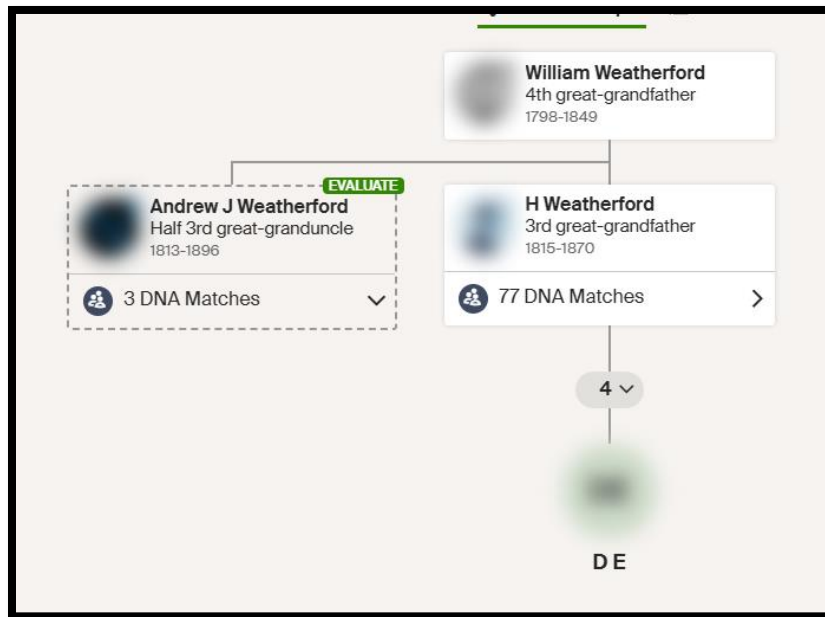 William Weatherford
4th great-grandfather
1798-1849
EVALUATE
Andrew J Weatherford
Half 3rd great-granduncle
1813-1896
3 DNA Matches
H Weatherford
3rd great-grandfather
1815-1870
77 DNA Matches
4
D E